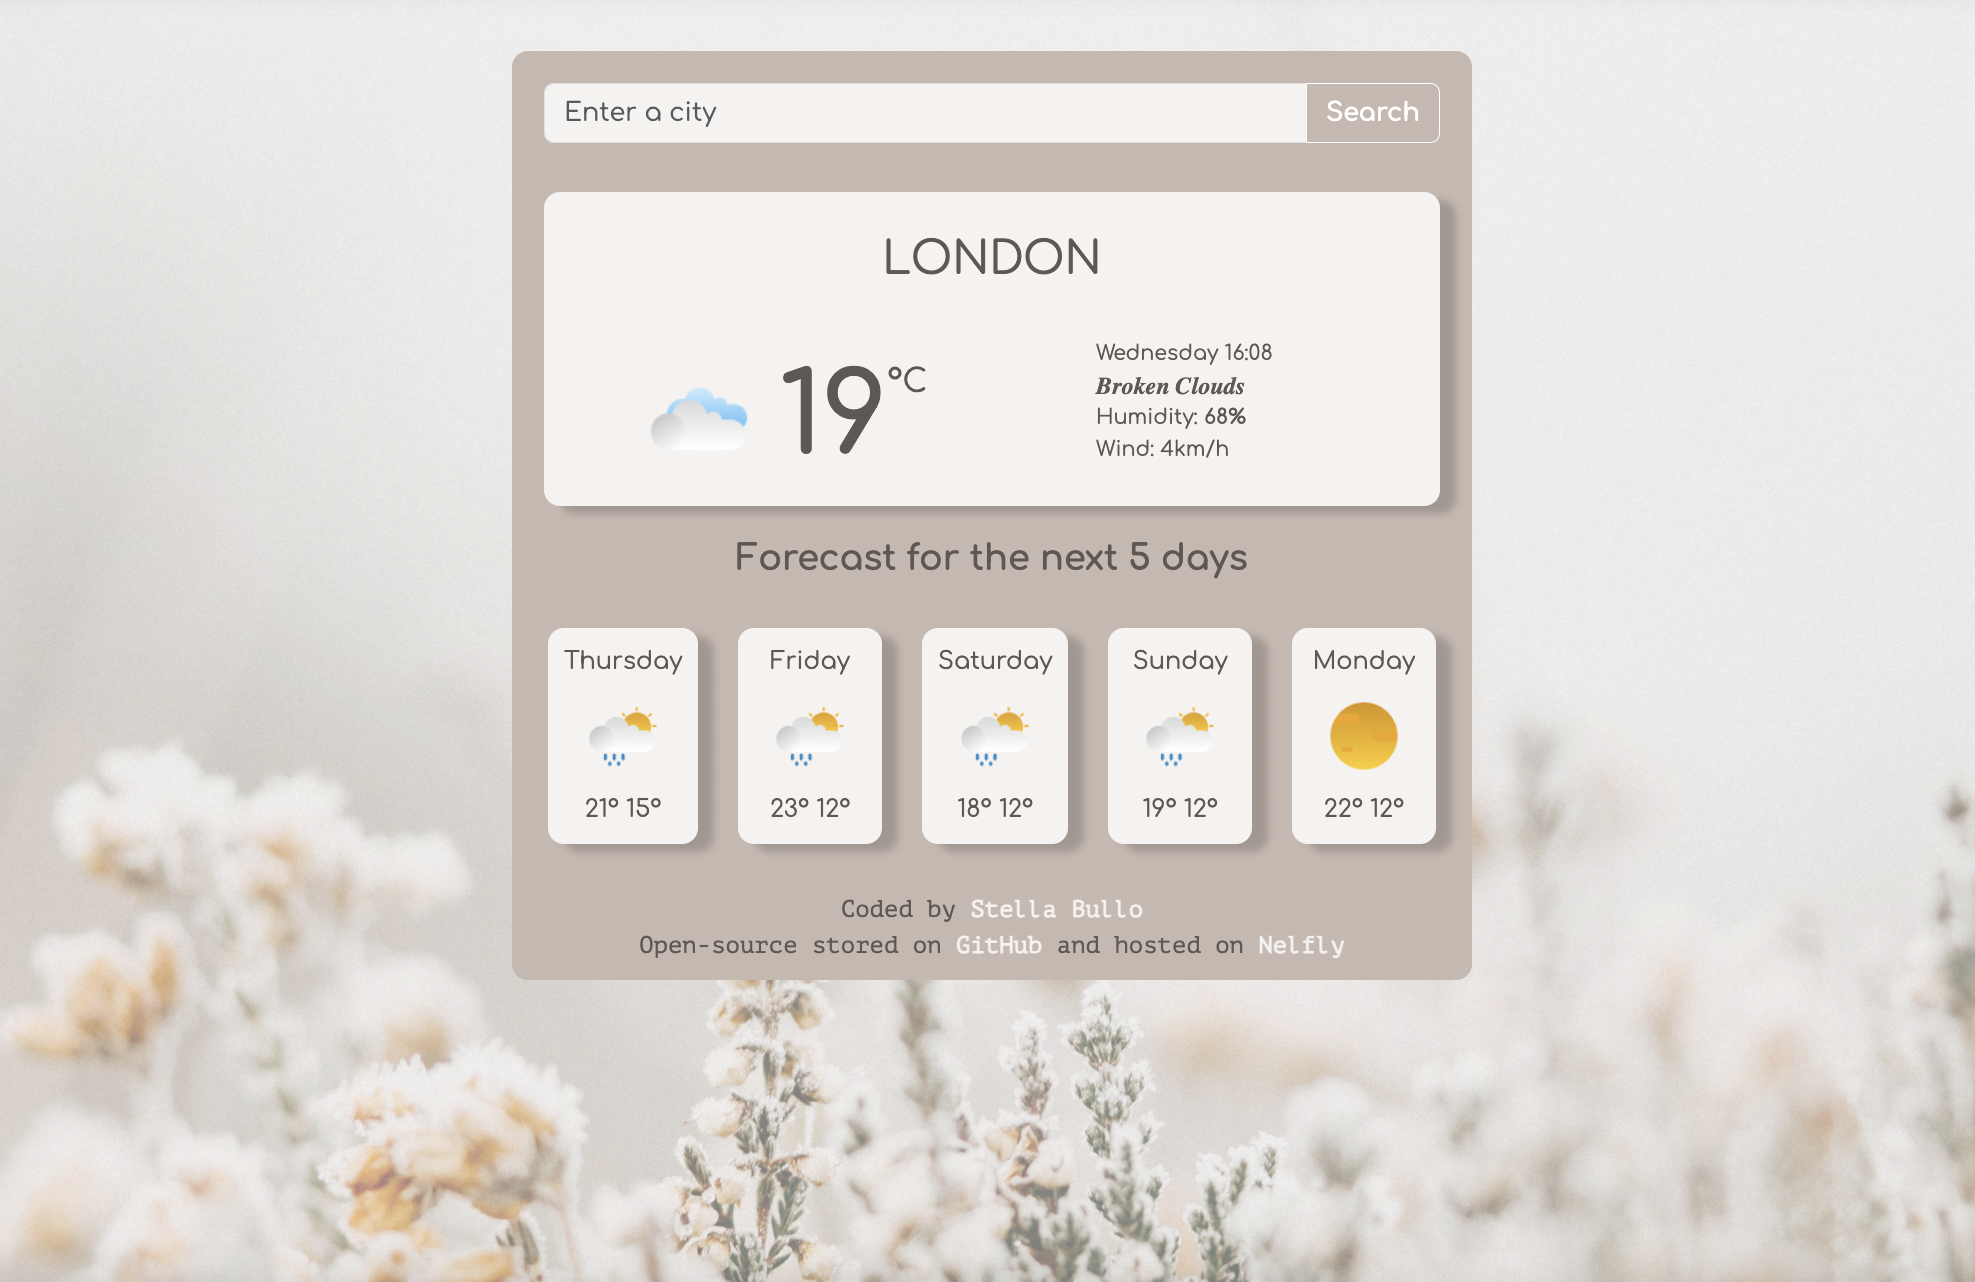 Enter a city
Search
LONDON
19°C
Wednesday 16:08
Broken Clouds
Humidity: 68%
Wind: 4km/h
Forecast for the next 5 days
Thursday
21° 15°
Friday
23° 12°
Saturday
18° 12°
Sunday
19° 12°
Monday
22° 12°
Coded by Stella Bullo
Open-source stored on GitHub and hosted on Nelfly